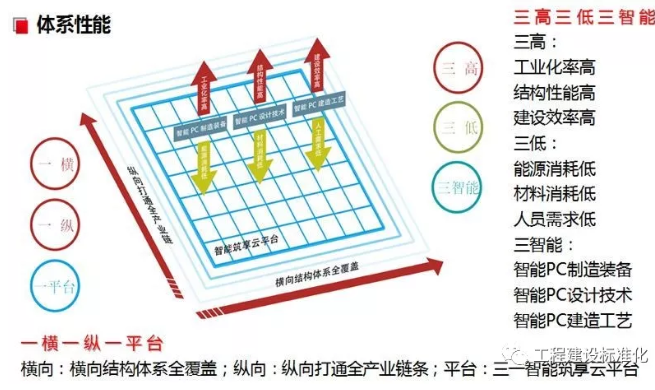 体系性能
三高三低三智能
三高：
工业化率高
结构性能高
建设效率高
三低：
能源消耗低
材料消耗低
人员需求低
三智能：
智能PC制造装备
智能PC设计技术
智能PC建造工艺
三 高
三 低
三智能
一 横
一 纵
一平台
工业化率高
结构性能高
建设效率高
智能 PC 制造装备
智能 PC 设计技术
智能 PC 建造工艺
能源消耗低
材料消耗低
人工需求低
纵向打通全产业链
智能筑享云平台
横向结构体系全覆盖
一横一纵一平台
横向：横向结构体系全覆盖；纵向：纵向打通全产业链条；平台：三一智能筑享云平台
工程建设标准化